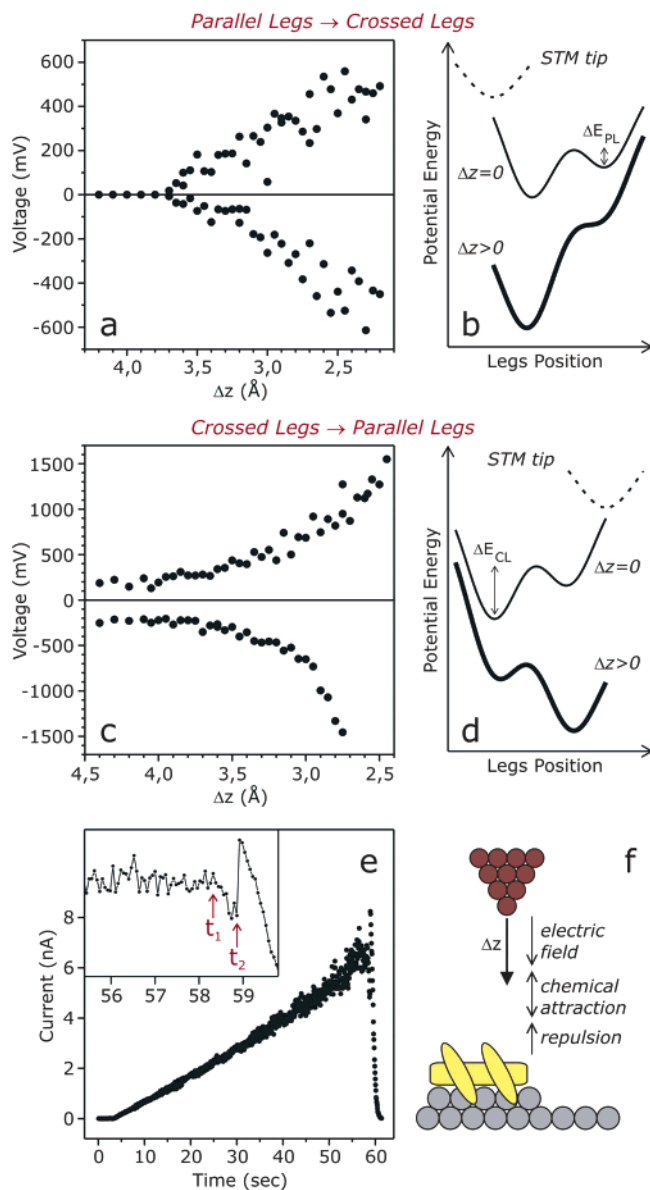 Parallel Legs → Crossed Legs
600
400
200
0
-200
-400
-600
Voltage (mV)
a
4,0
3,5
3,0
2,5
Δz (Å)
STM tip
ΔE_PL
Δz=0
Δz>0
Potential Energy
b
Legs Position
Crossed Legs → Parallel Legs
1500
1000
500
0
-500
-1000
-1500
Voltage (mV)
c
4,5
4,0
3,5
3,0
2,5
Δz (Å)
STM tip
ΔE_CL
Δz=0
Δz>0
Potential Energy
d
Legs Position
e
t1
t2
56
57
58
59
8
6
4
2
0
Current (nA)
0
10
20
30
40
50
60
Time (sec)
f
Δz
electric
field
chemical
attraction
repulsion